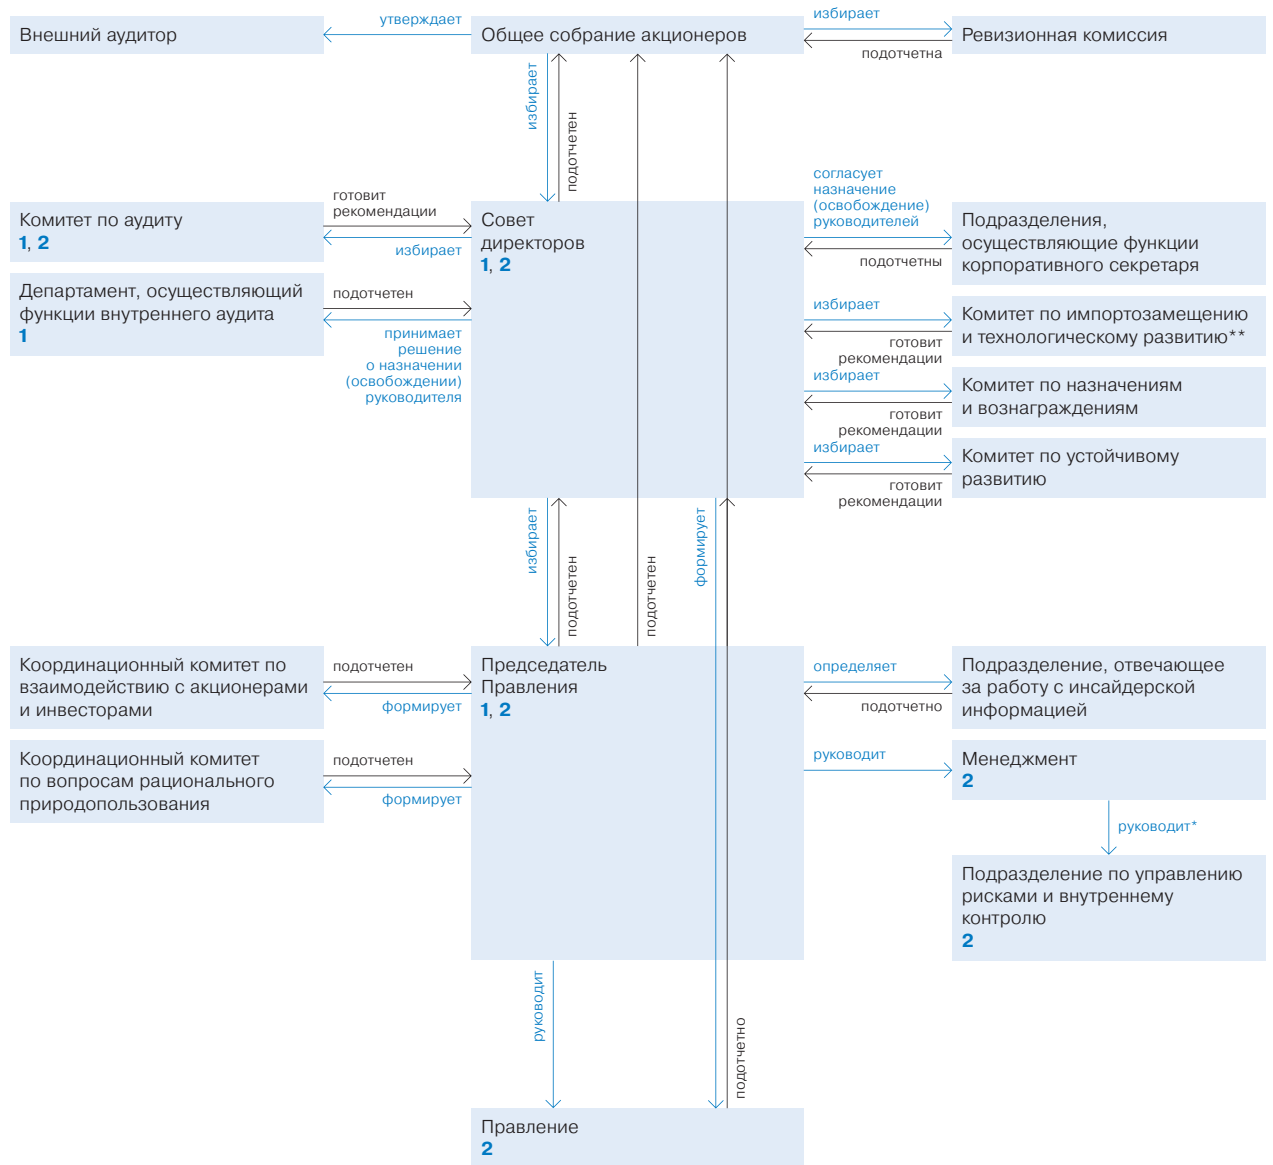 Внешний аудитор
утверждает
Общее собрание акционеров
избирает
подотчетна
Ревизионная комиссия
избирает
подотчетен
Комитет по аудиту
1, 2
готовит
рекомендации
избирает
Департамент, осуществляющий
функции внутреннего аудита
1
подотчетен
принимает
решение
о назначении
(освобождении)
руководителя
Совет
директоров
1, 2
согласует
назначение
(освобождение)
руководителей
подотчетны
Подразделения,
осуществляющие функции
корпоративного секретаря
избирает
готовит
рекомендации
Комитет по импортозамещению
и технологическому развитию**
избирает
готовит
рекомендации
Комитет по назначениям
и вознаграждениям
избирает
готовит
рекомендации
Комитет по устойчивому
развитию
избирает
подотчетен
подотчетен
формирует
Координационный комитет по
взаимодействию с акционерами
и инвесторами
подотчетен
формирует
Координационный комитет
по вопросам рационального
природопользования
подотчетен
формирует
Председатель
Правления
1, 2
определяет
подотчетно
Подразделение, отвечающее
за работу с инсайдерской
информацией
руководит
Менеджмент
2
руководит*
Подразделение по управлению
рисками и внутреннему
контролю
2
руководит
подотчетно
Правление
2